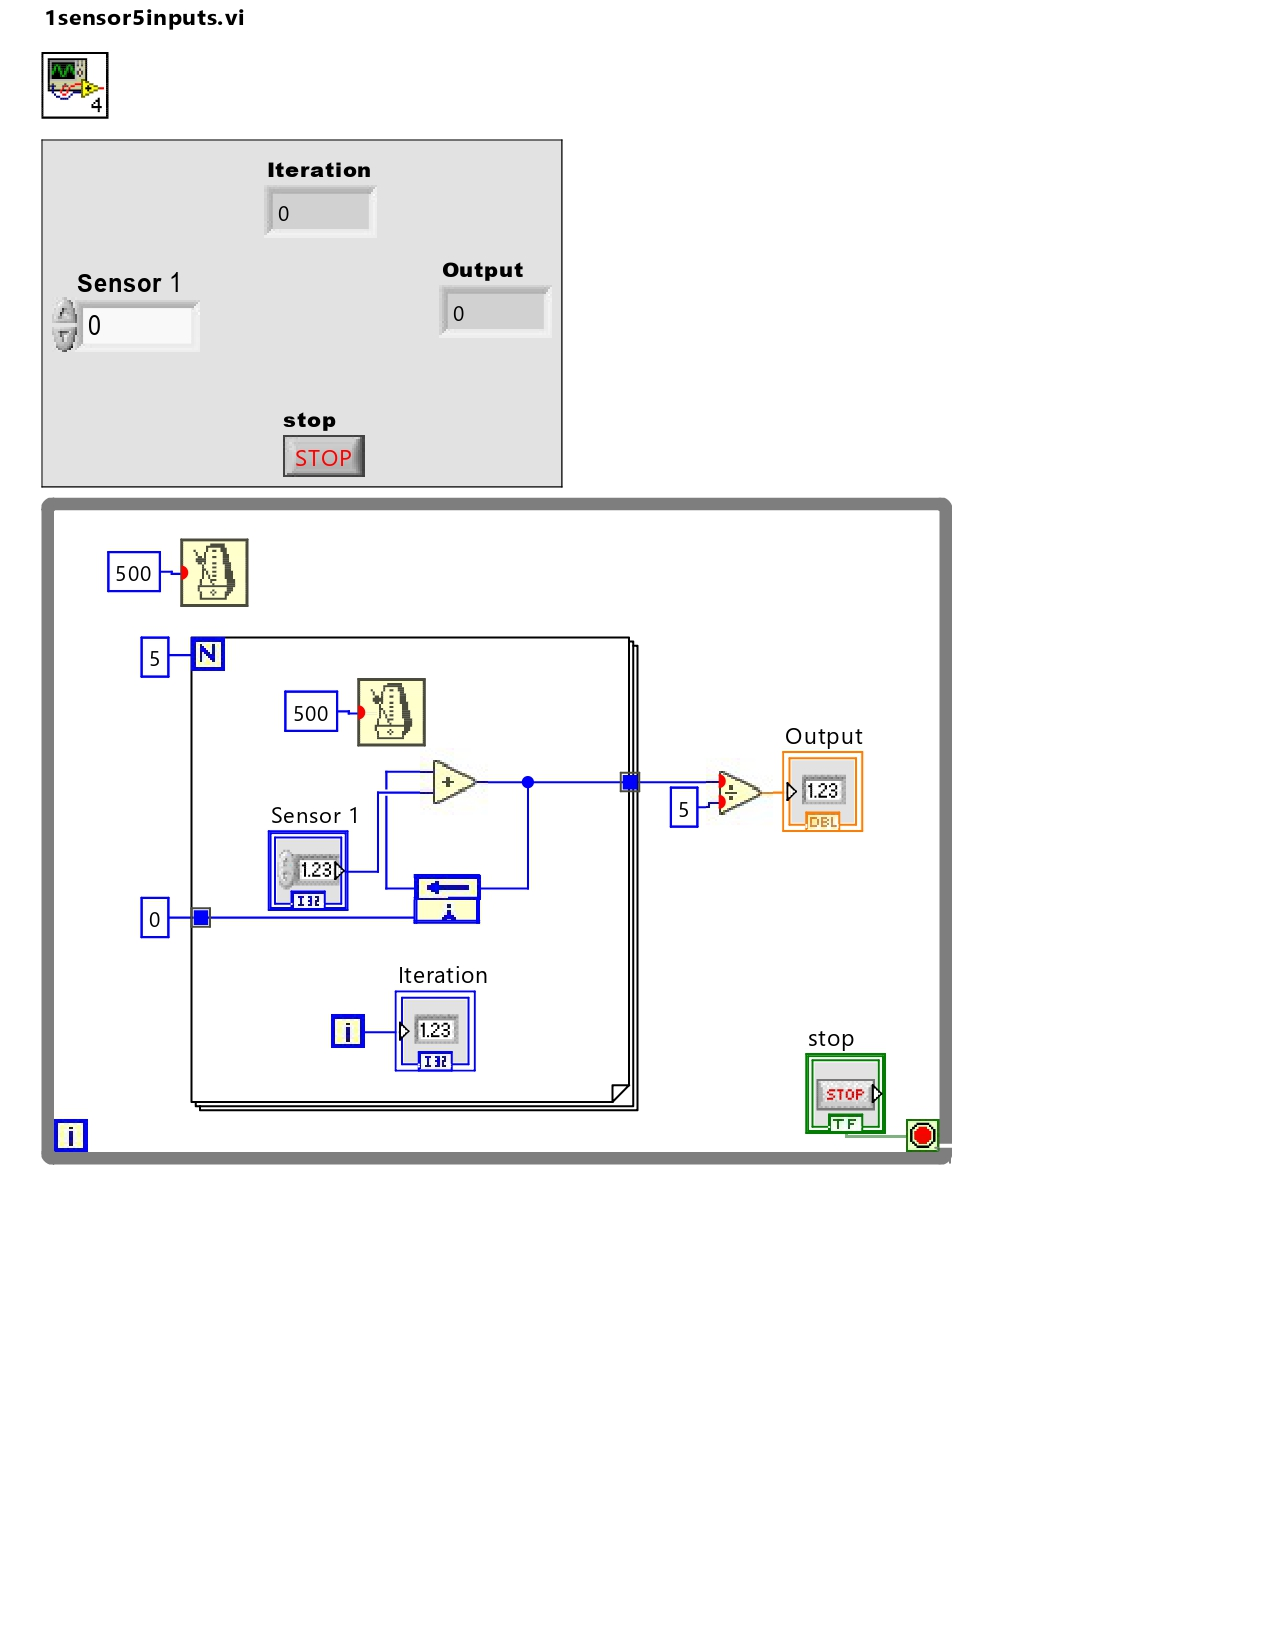 1sensor5inputs.vi
4
Iteration
0
Sensor 1
0
Output
0
stop
STOP
500
5
N
500
+
Sensor 1
1.23
I32
0
i
Iteration
i
1.23
I32
÷
5
Output
1.23
DBL
stop
STOP
TF
i